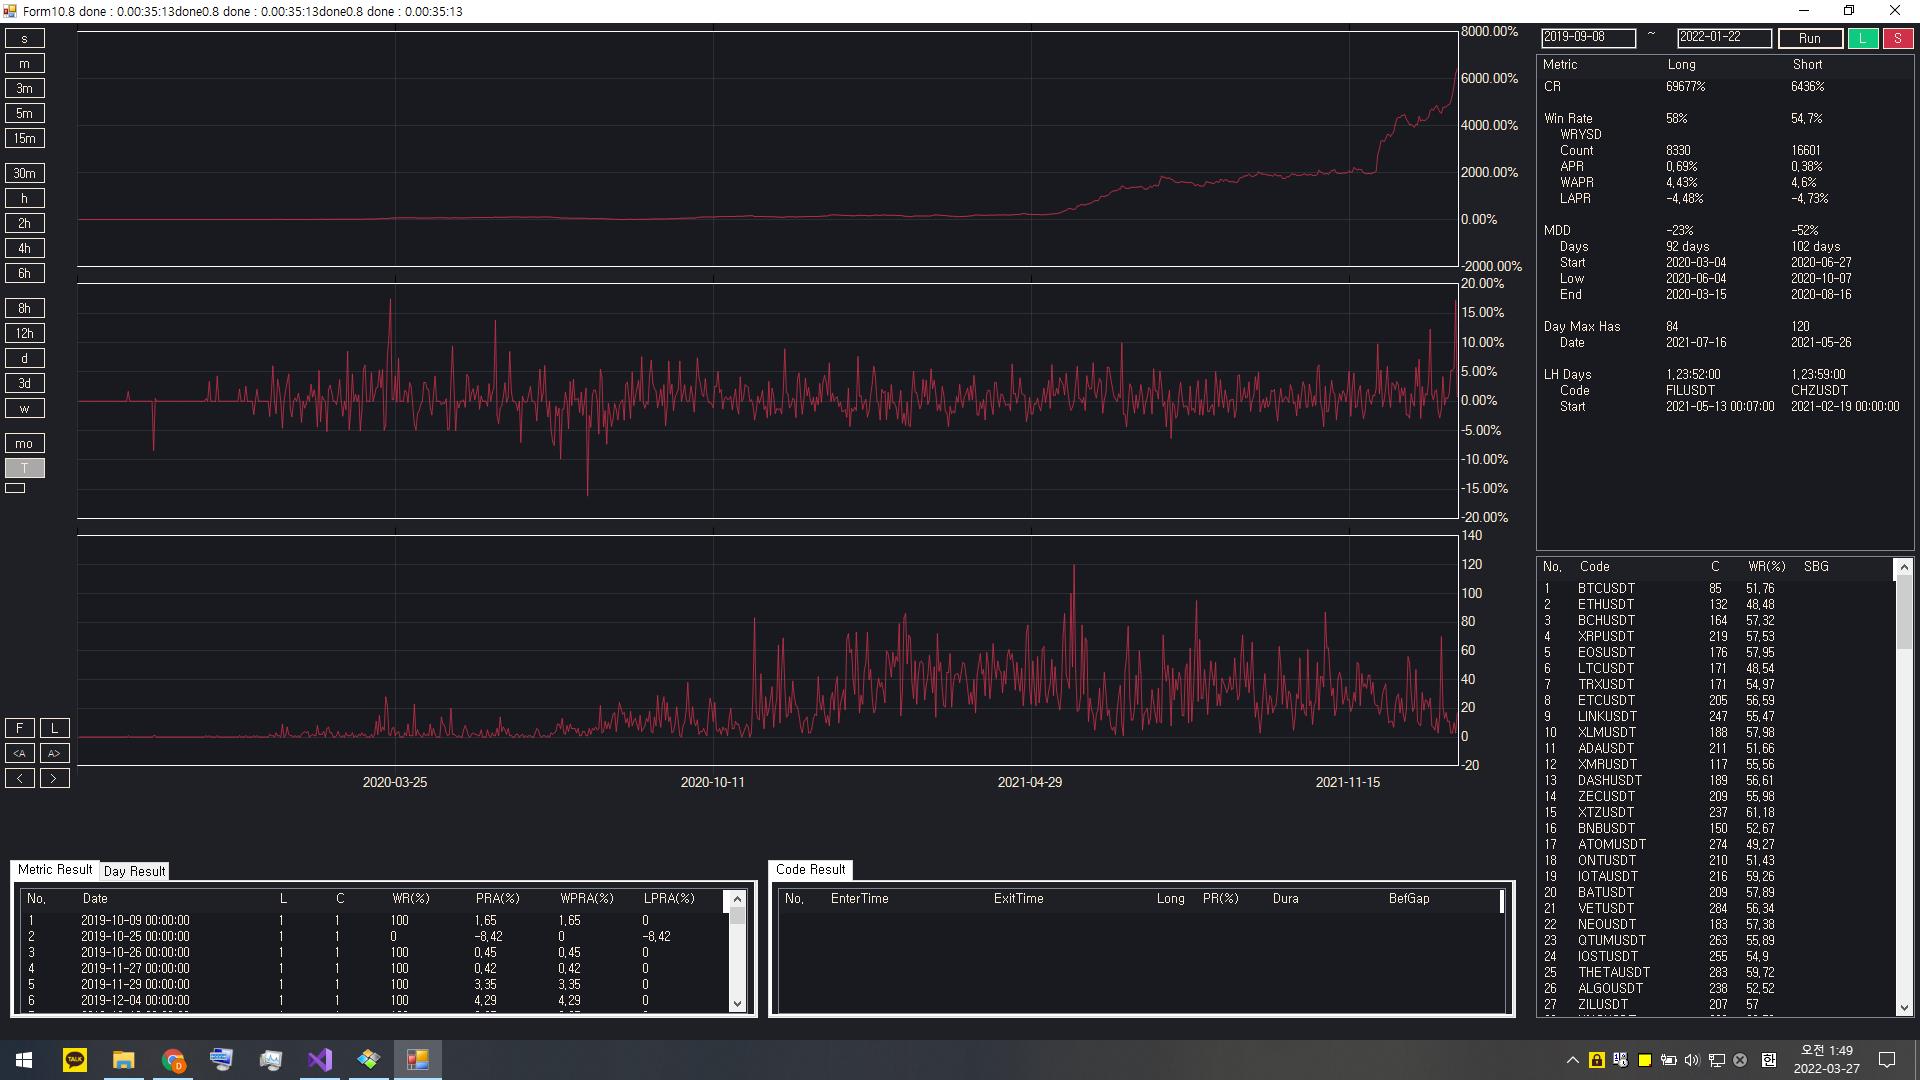 Form10.8 done : 0.00:35:13done0.8 done : 0.00:35:13done0.8 done : 0.00:35:13
s
m
3m
5m
15m
30m
h
2h
4h
6h
8h
12h
d
3d
w
mo
T
F L
<A A>
< >
8000.00%
6000.00%
4000.00%
2000.00%
0.00%
-2000.00%
20.00%
15.00%
10.00%
5.00%
0.00%
-5.00%
-10.00%
-15.00%
-20.00%
140
120
100
80
60
40
20
0
-20
2020-03-25 2020-10-11 2021-04-29 2021-11-15
2019-09-08 ~ 2022-01-22 Run L S
Metric Long Short
CR 69677% 6436%
Win Rate 58% 54,7%
WRYSD
Count 8330 16601
APR 0,69% 0,38%
WAPR 4,43% 4,6%
LAPR -4,48% -4,73%
MDD -23% -52%
Days 92 days 102 days
Start 2020-03-04 2020-06-27
Low 2020-06-04 2020-10-07
End 2020-03-15 2020-08-16
Day Max Has 84 120
Date 2021-07-16 2021-05-26
LH Days 1,23:52:00 1,23:59:00
Code FILUSDT CHZUSDT
Start 2021-05-13 00:07:00 2021-02-19 00:00:00
No, Code C WR(%) SBG
1 BTCUSDT 85 51,76
2 ETHUSDT 132 48,48
3 BCHUSDT 164 57,32
4 XRPUSDT 219 57,53
5 EOSUSDT 176 57,95
6 LTCUSDT 171 48,54
7 TRXUSDT 171 54,97
8 ETCUSDT 205 56,59
9 LINKUSDT 247 55,47
10 XLMUSDT 188 57,98
11 ADAUSDT 211 51,66
12 XMRUSDT 117 55,56
13 DASHUSDT 189 56,61
14 ZECUSDT 209 55,98
15 XTZUSDT 237 61,18
16 BNBUSDT 150 52,67
17 ATOMUSDT 274 49,27
18 ONTUSDT 210 51,43
19 IOTAUSDT 216 59,26
20 BATUSDT 209 57,89
21 VETUSDT 284 56,34
22 NEOUSDT 183 57,38
23 QTUMUSDT 263 55,89
24 IOSTUSDT 255 54,9
25 THETAUSDT 283 59,72
26 ALGOUSDT 238 52,52
27 ZILUSDT 207 57
Metric Result Day Result
No, Date L C WR(%) PRA(%) WPRA(%) LPRA(%)
1 2019-10-09 00:00:00 1 1 100 1,65 1,65 0
2 2019-10-25 00:00:00 1 1 0 -8,42 0 -8,42
3 2019-10-26 00:00:00 1 1 100 0,45 0,45 0
4 2019-11-27 00:00:00 1 1 100 0,42 0,42 0
5 2019-11-29 00:00:00 1 1 100 3,35 3,35 0
6 2019-12-04 00:00:00 1 1 100 4,29 4,29 0
Code Result
No, EnterTime ExitTime Long PR(%) Dura BefGap
TALK
D
오전 1:49
2022-03-27